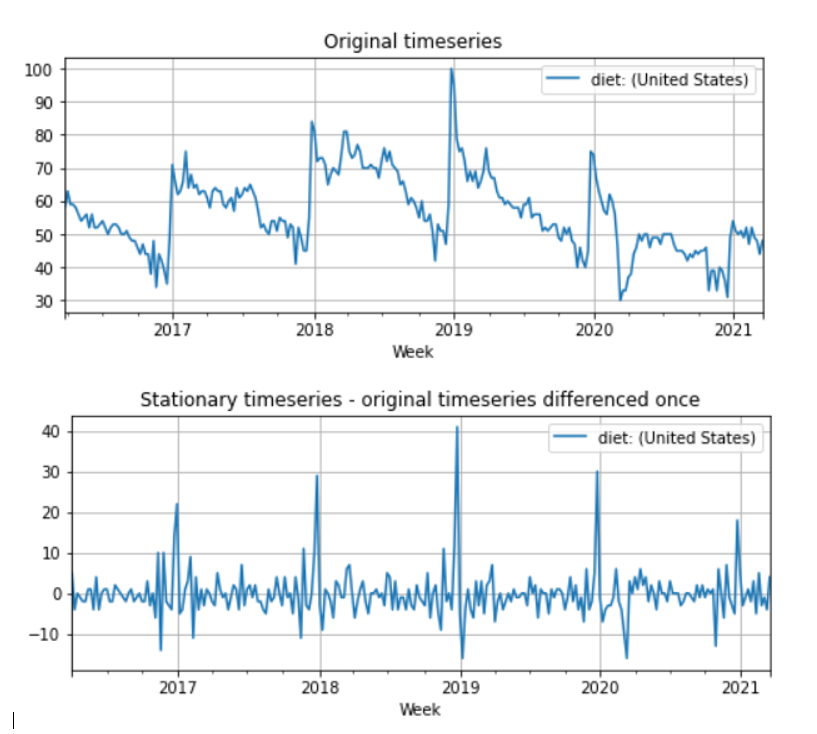 Original timeseries
diet: (United States)
100
90
80
70
60
50
40
30
2017 2018 2019 2020 2021
Week
Stationary timeseries - original timeseries differenced once
diet: (United States)
40
30
20
10
0
−10
2017 2018 2019 2020 2021
Week